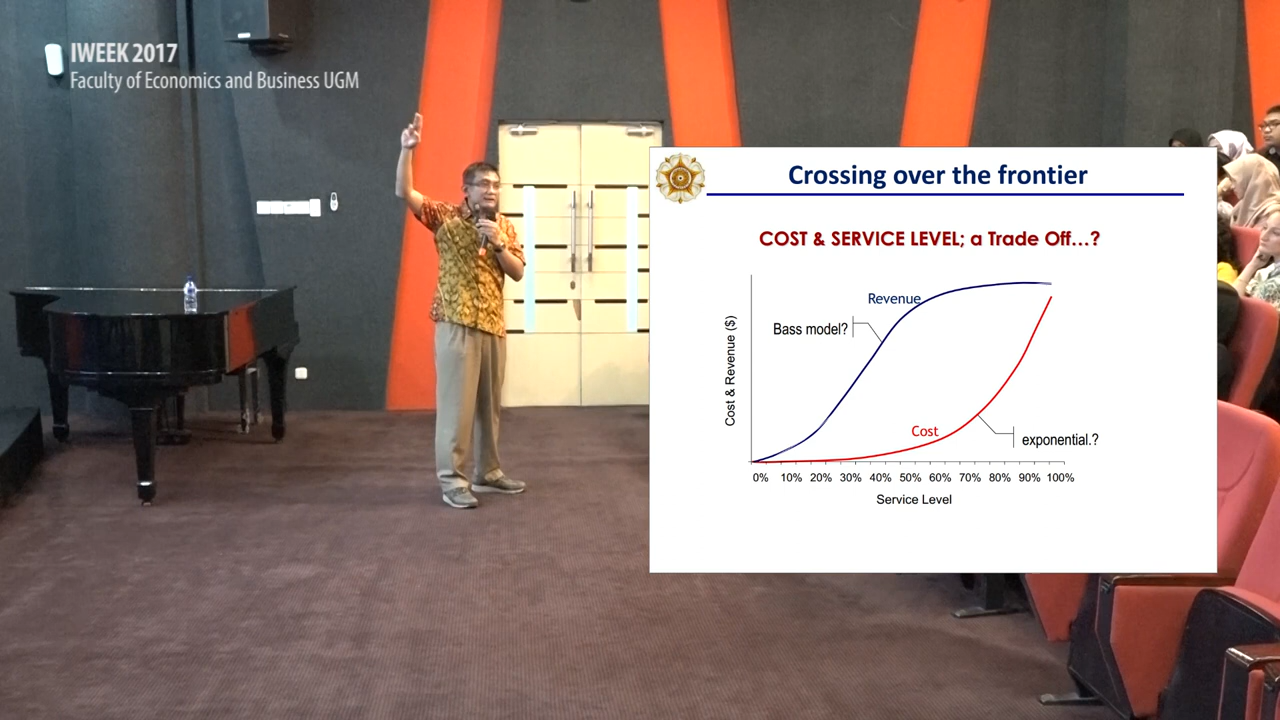 IWEEK 2017
Faculty of Economics and Business UGM
Crossing over the frontier
COST & SERVICE LEVEL; a Trade Off...?
Revenue
Bass model?
Cost & Revenue ($)
Cost
exponential.?
0% 10% 20% 30% 40% 50% 60% 70% 80% 90% 100%
Service Level